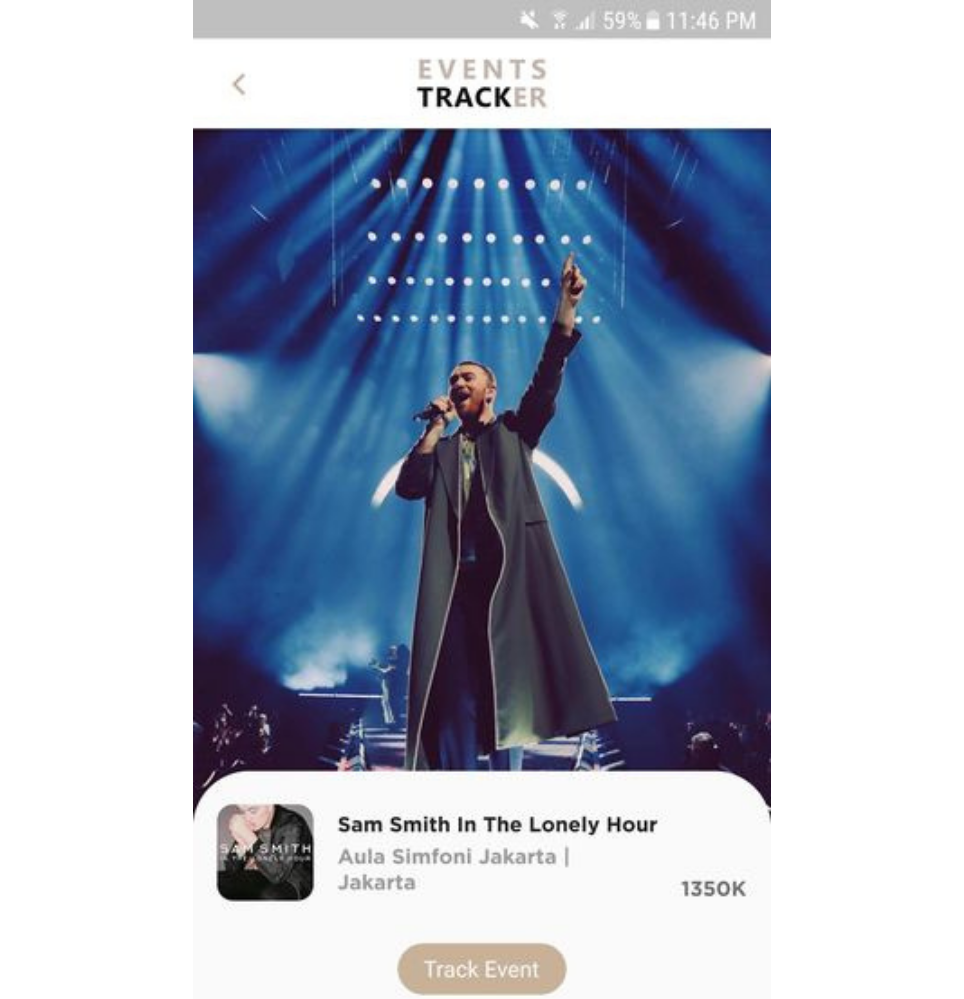 59% 11:46 PM
EVENTS
TRACKER
Sam Smith In The Lonely Hour
Aula Simfoni Jakarta |
Jakarta
1350K
SAM SMITH
IN THE LONELY HOUR
Track Event